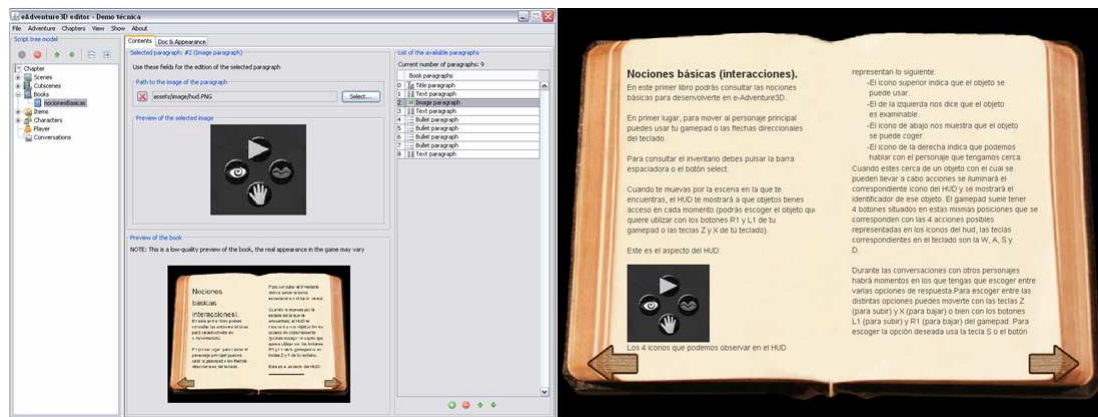 eAdventure3D editor - Demo técnica
File Adventure Chapters View Show About
Script tree model
Chapter
Scenes
Cutscenes
Books
nocionesBasicas
Items
Characters
Player
Conversations
Contents Doc & Appearance
Selected paragraph: #2 (Image paragraph)
Use these fields for the edition of the selected paragraph
Path to the image of the paragraph
assets/image/hud.PNG Select...
Preview of the selected image
Preview of the book
NOTE: This is a low-quality preview of the book, the real appearance in the game may vary
Nociones
básicas
(interacciones).
List of the available paragraphs
Current number of paragraphs: 9
Book paragraphs
0 Title paragraph
1 Text paragraph
2 Image paragraph
3 Text paragraph
4 Bullet paragraph
5 Bullet paragraph
6 Bullet paragraph
7 Bullet paragraph
8 Text paragraph
Nociones básicas (interacciones).
En este primer libro podrás consultar las nociones
básicas para desenvolverte en e-Adventure3D.
En primer lugar, para mover al personaje principal
puedes usar tu gamepad o las flechas direccionales
del teclado.
Para consultar el inventario debes pulsar la barra
espaciadora o el botón select.
Cuando te muevas por la escena en la que te
encuentras, el HUD te mostrará a que objetos tienes
acceso en cada momento (podrás escoger el objeto qu
quiere utilizar con los botones R1 y L1 de tu
gamepad o las teclas Z y X de tú teclado).
Este es el aspecto del HUD:
Los 4 iconos que podemos observar en el HUD
representan lo siguiente:
-El icono superior indica que el objeto se
puede usar.
-El de la izquierda nos dice que el objeto
es examinable.
-El icono de abajo nos muestra que el objeto
se puede coger.
-El icono de la derecha indica que podemos
hablar con el personaje que tengamos cerca.
Cuando estes cerca de un objeto con el cual se
pueden llevar a cabo acciones se iluminará el
correspondiente icono del HUD y se mostrará el
identificador de ese objeto. El gamepad suele tener
4 botones situados en estas mismas posiciones que se
corresponden con las 4 acciones posibles
representadas en los iconos del hud, las teclas
correspondientes en el teclado son la W, A, S y
D.
Durante las conversaciones con otros personajes
habrá momentos en los que tengas que escoger entre
varias opciones de respuesta.Para escoger entre las
distintas opciones puedes moverte con las teclas Z
(para subir) y X (para bajar) o bien con los botones
L1 (para subir) y R1 (para bajar) del gamepad. Para
escoger la opción deseada usa la tecla S o el botón